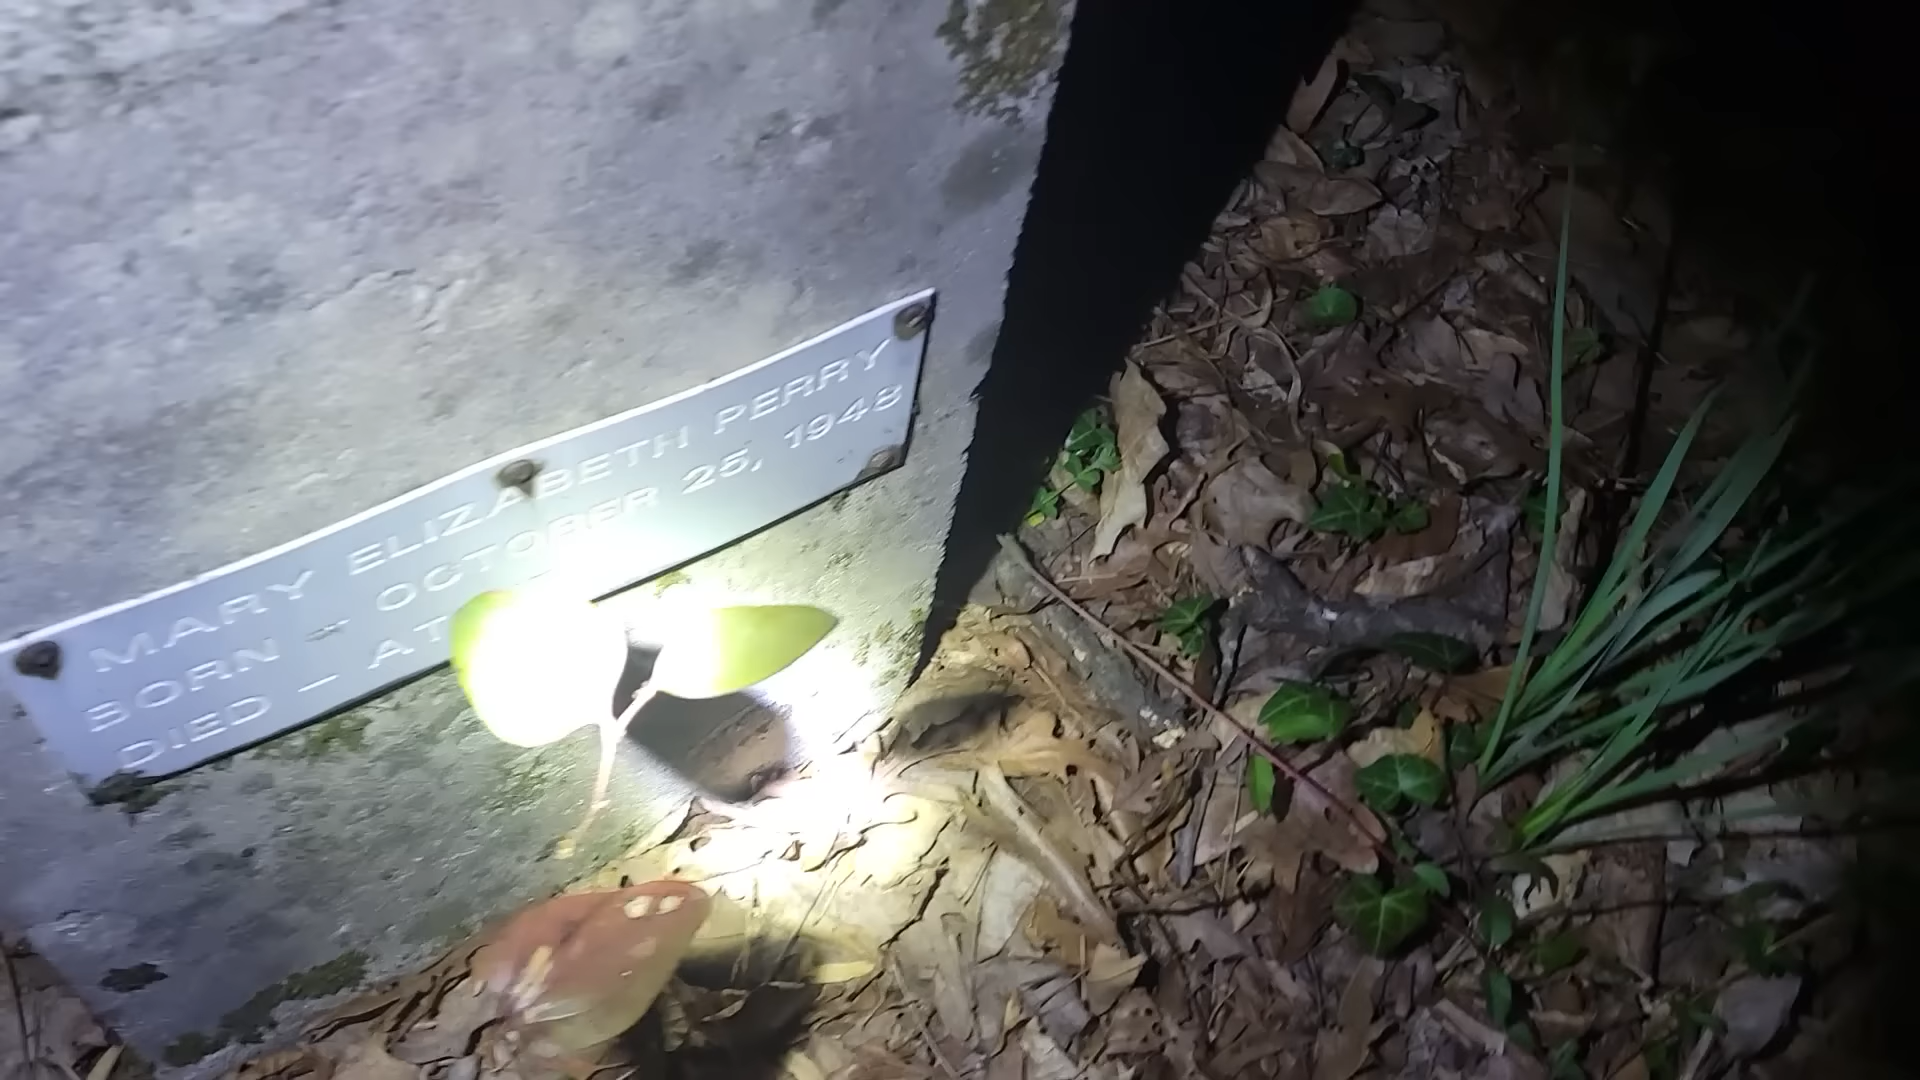 MARY ELIZABETH PERRY
BORN - OCTOBER 25, 1948
DIED - AT